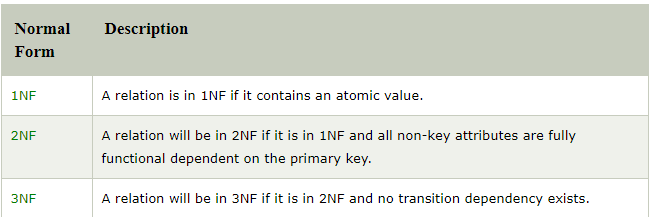 Normal Form Description
1NF A relation is in 1NF if it contains an atomic value.
2NF A relation will be in 2NF if it is in 1NF and all non-key attributes are fully
functional dependent on the primary key.
3NF A relation will be in 3NF if it is in 2NF and no transition dependency exists.